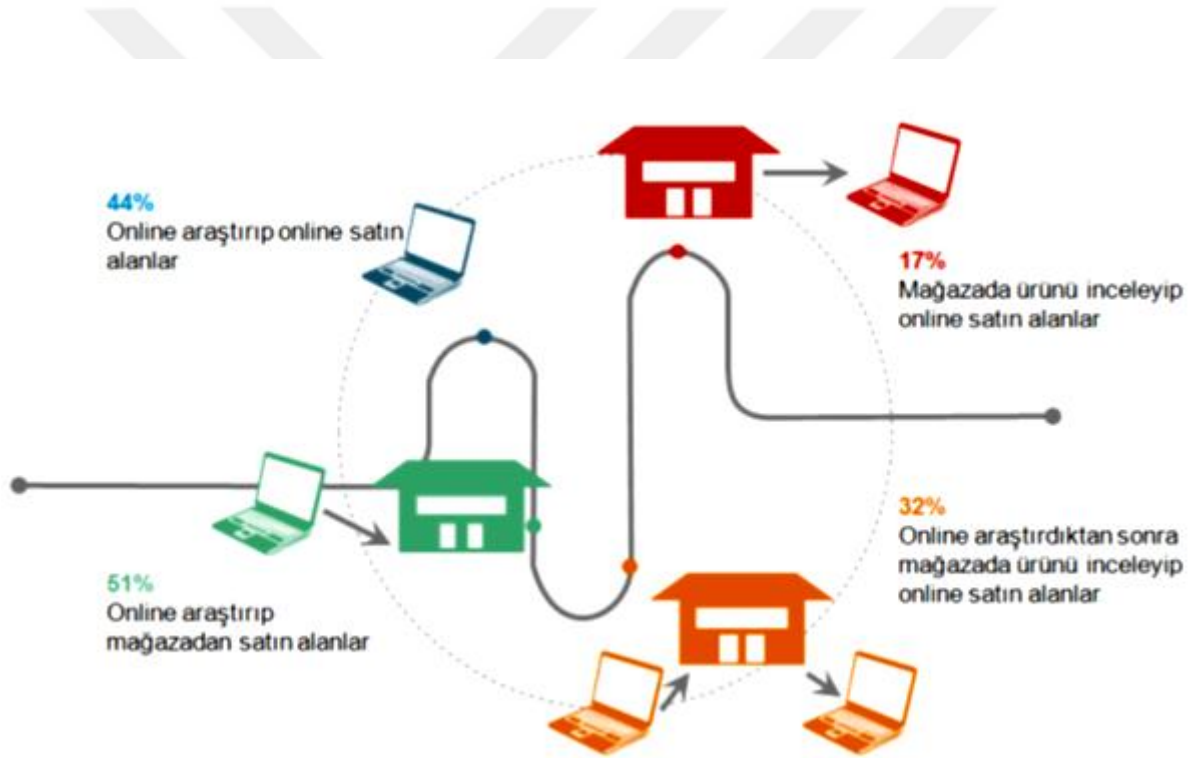 44%
Online araştırıp online satın
alanlar
17%
Mağazada ürünü inceleyip
online satın alanlar
51%
Online araştırıp
mağazadan satın alanlar
32%
Online araştırdıktan sonra
mağazada ürünü inceleyip
online satın alanlar